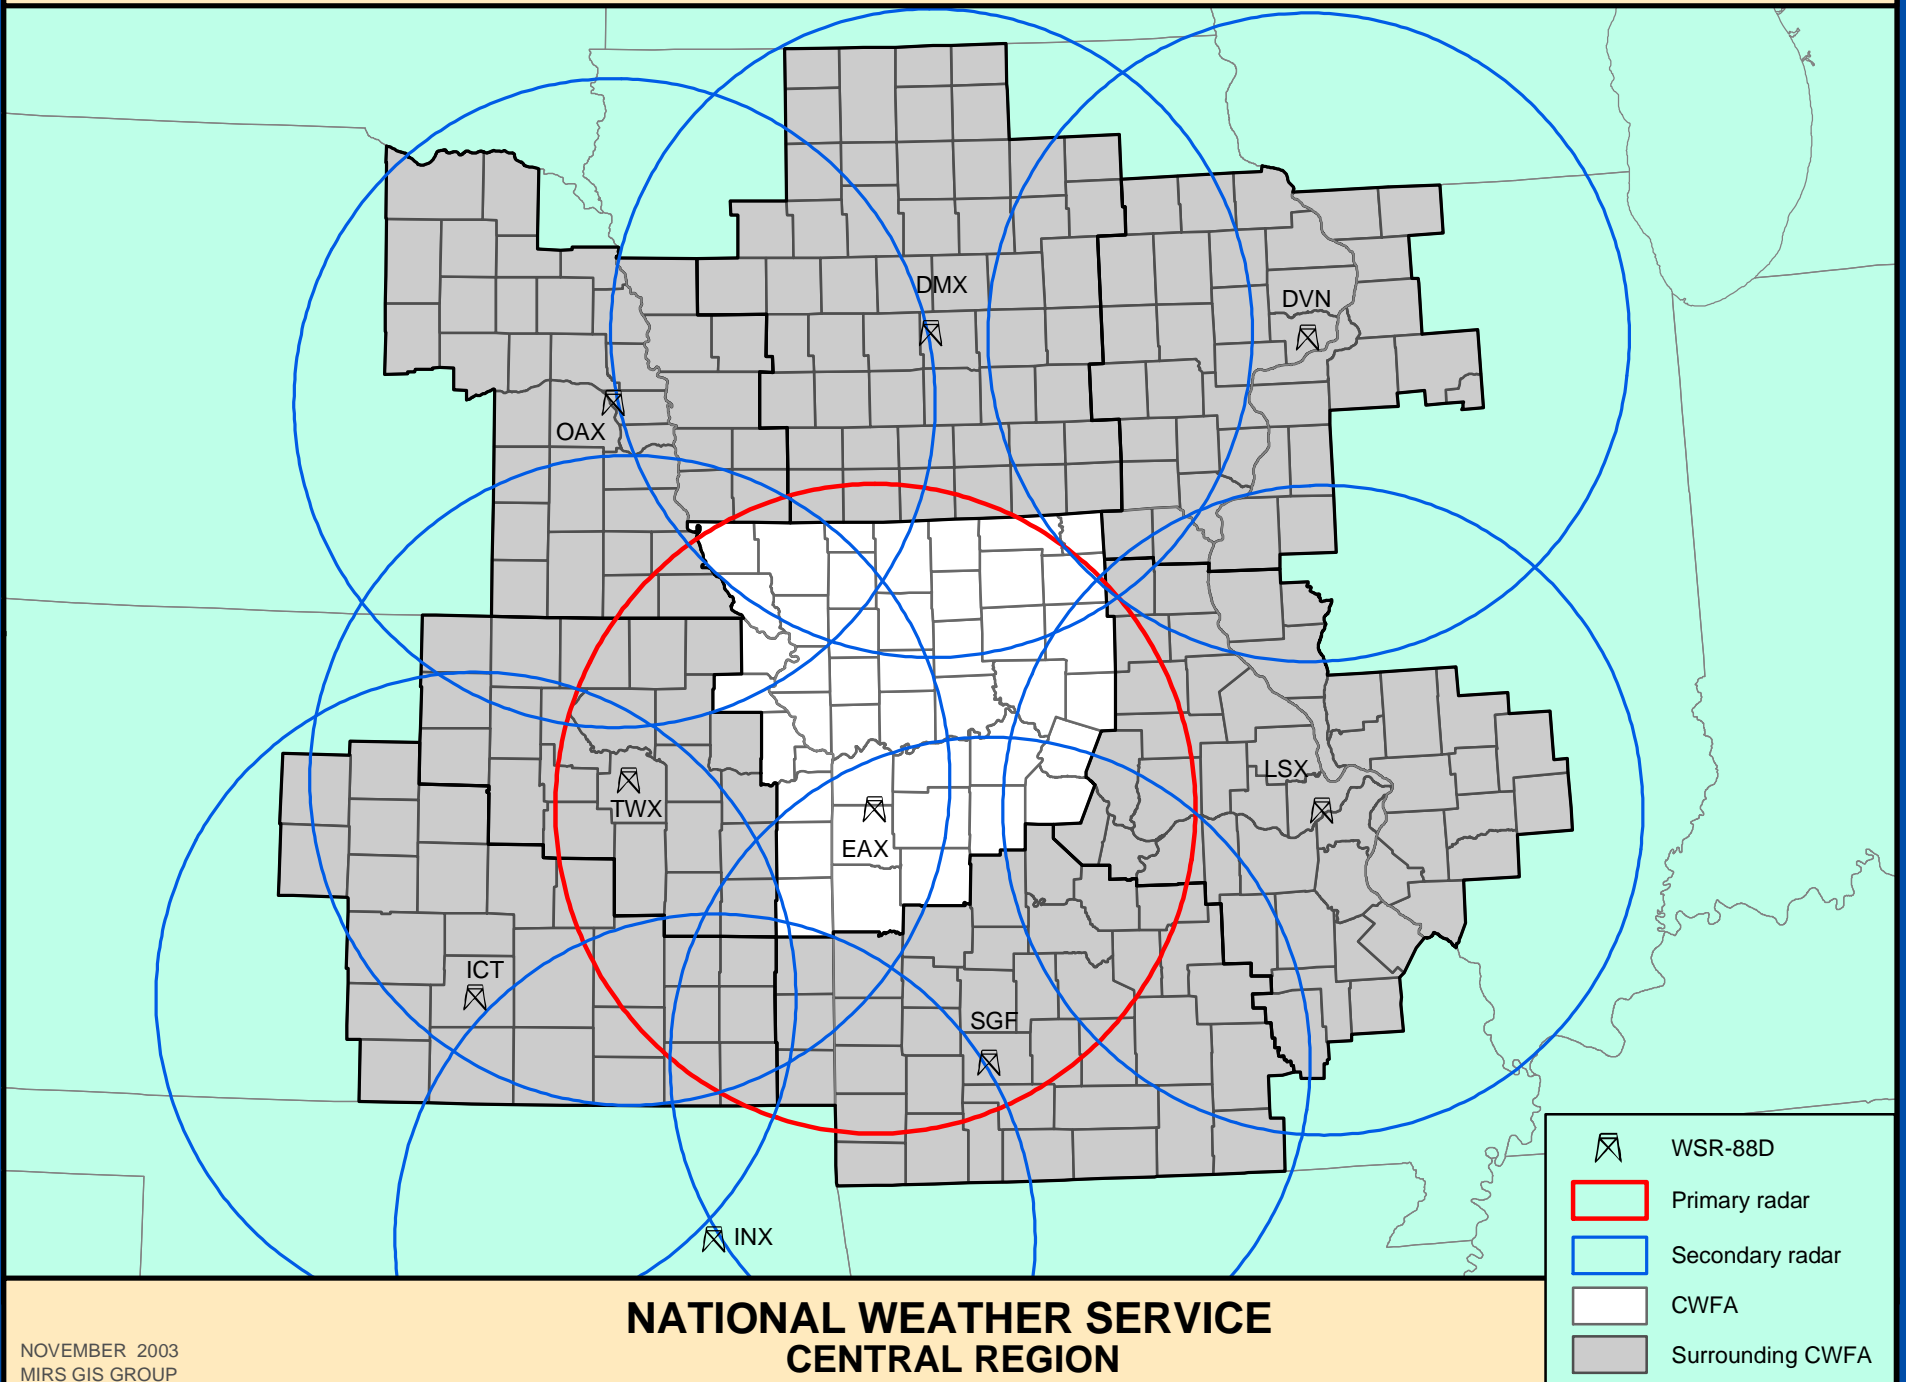 DMX
DVN
OAX
LSX
TWX
EAX
ICT
SGF
INX
WSR-88D
Primary radar
Secondary radar
CWFA
Surrounding CWFA
NATIONAL WEATHER SERVICE
CENTRAL REGION
NOVEMBER 2003
MIRS GIS GROUP